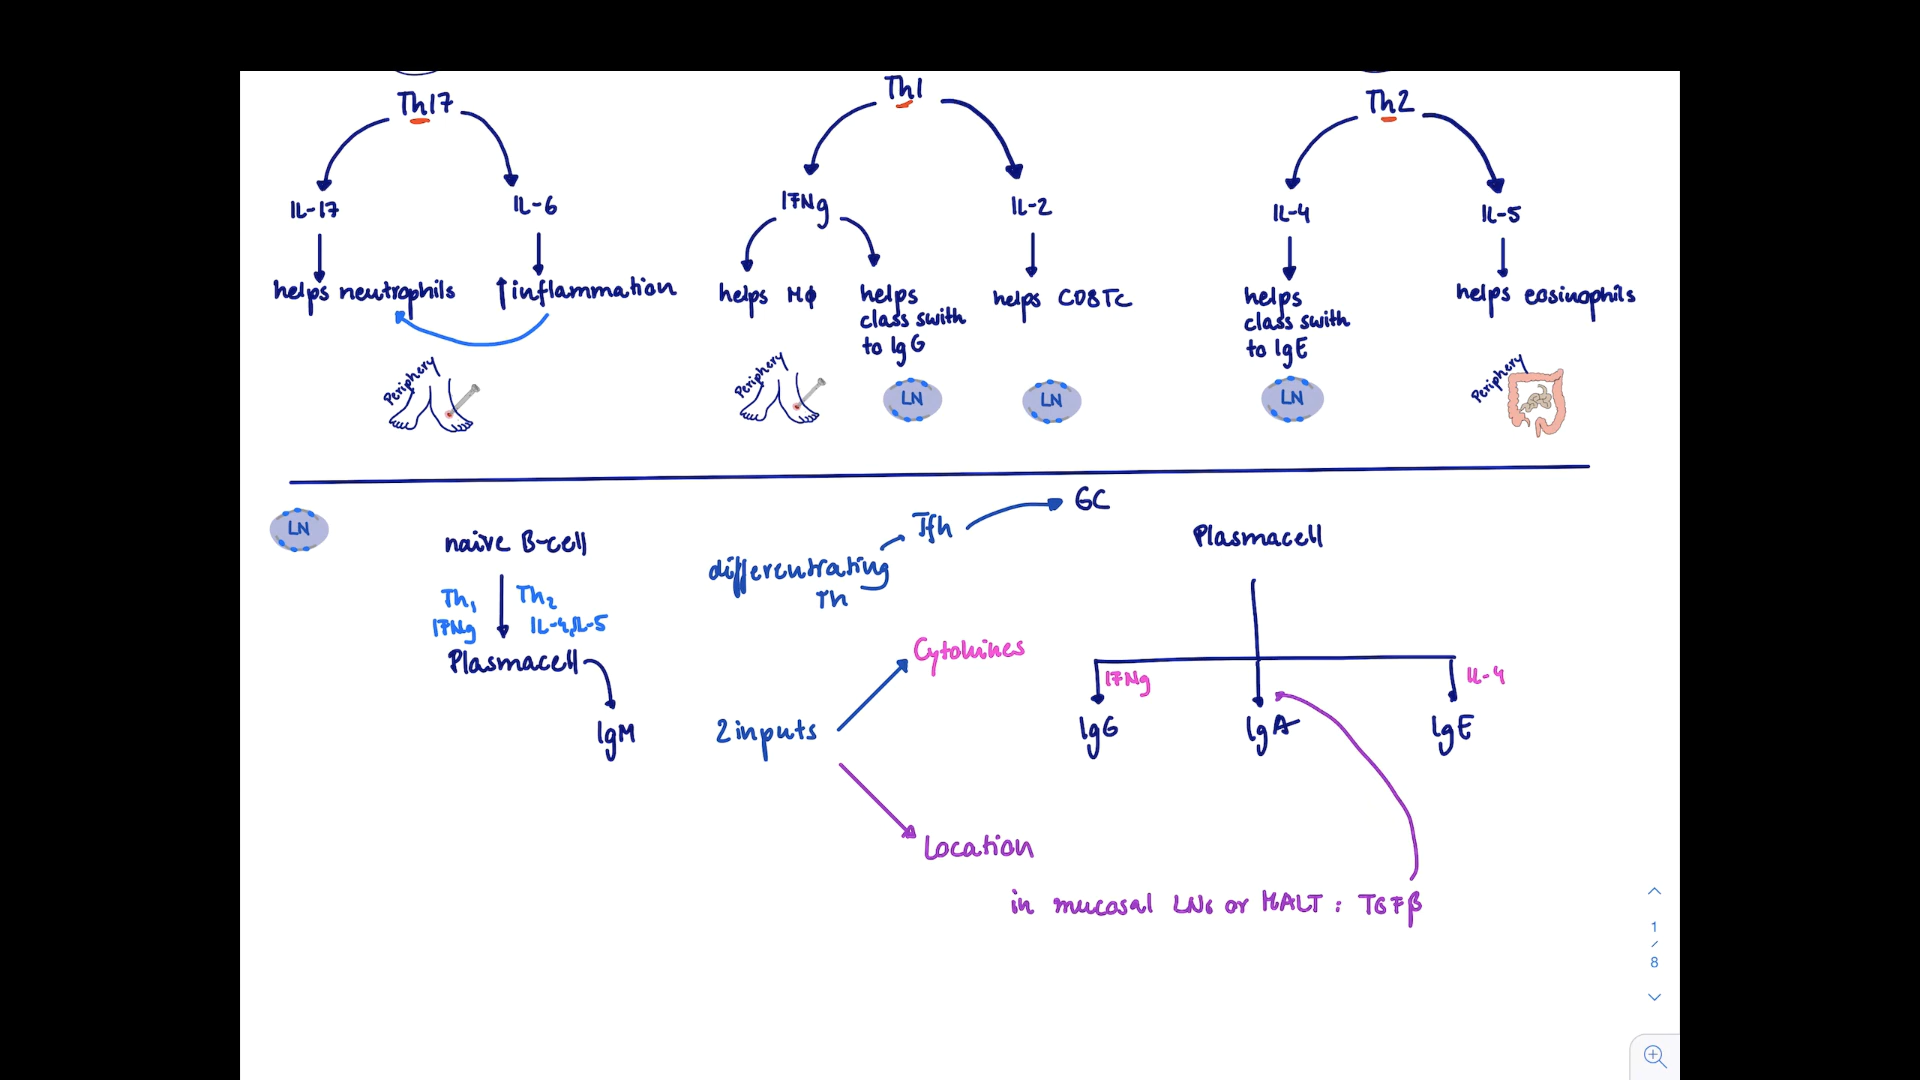 Th17
Th1
Th2
IL-17
IL-6
IFNg
IL-2
IL-4
IL-5
helps neutrophils
↑inflammation
helps Mϕ
helps
class swith
to IgG
helps CD8Tc
helps
class swith
to IgE
helps eosinophils
Periphery
Periphery
LN
LN
LN
Periphery
LN
naive B-cell
Th1
IFNg
Th2
IL-4,IL-5
Plasmacell
IgM
differentrating
Th
Tfh
GC
2 inputs
Cytokines
Location
in mucosal LNs or MALT : TGFβ
Plasmacell
IFNg
IL-4
IgG
IgA
IgE
1
/
8